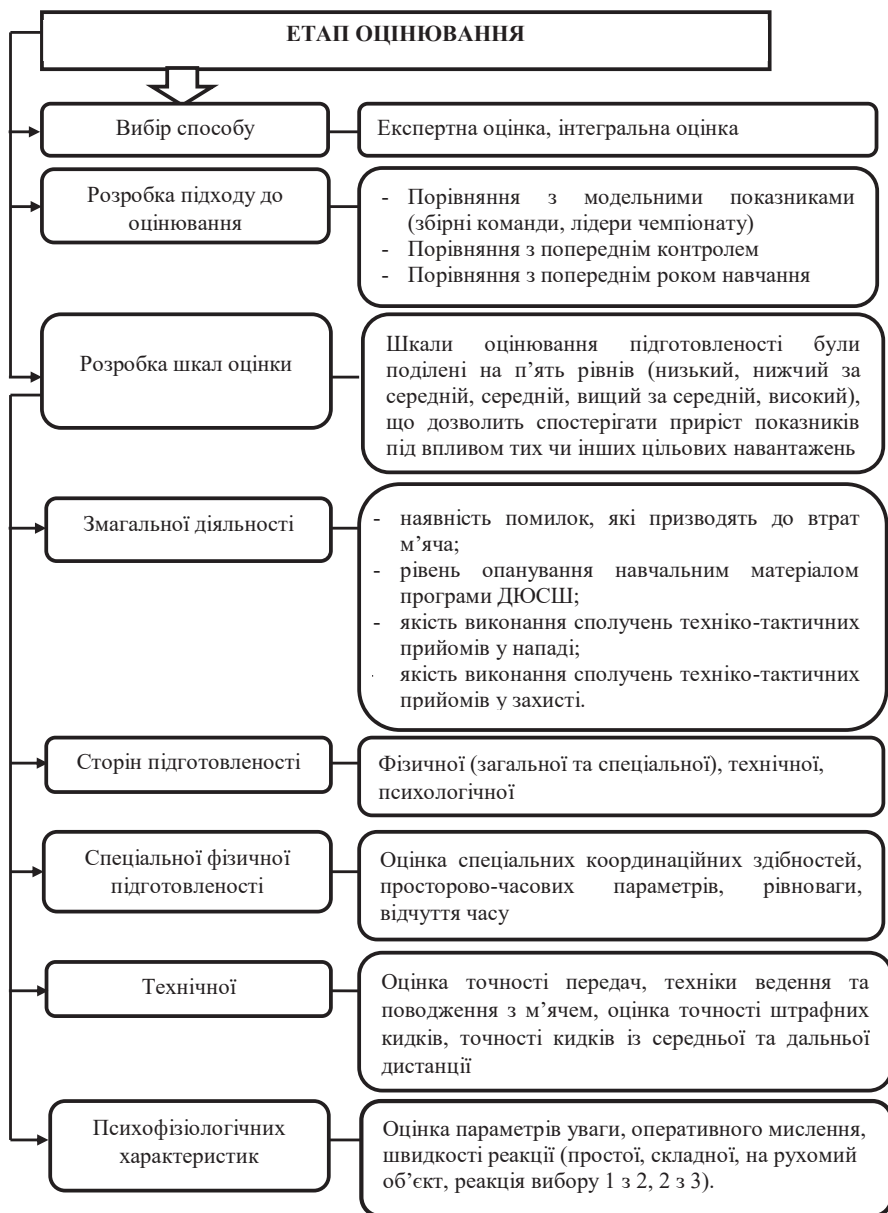 ЕТАП ОЦІНЮВАННЯ
Вибір способу
Експертна оцінка, інтегральна оцінка
Розробка підходу до
оцінювання
- Порівняння з модельними показниками
(збірні команди, лідери чемпіонату)
- Порівняння з попереднім контролем
- Порівняння з попереднім роком навчання
Розробка шкал оцінки
Шкали оцінювання підготовленості були
поділені на п’ять рівнів (низький, нижчий за
середній, середній, вищий за середній, високий),
що дозволить спостерігати приріст показників
під впливом тих чи інших цільових навантажень
Змагальної діяльності
- наявність помилок, які призводять до втрат
м’яча;
- рівень опанування навчальним матеріалом
програми ДЮСШ;
- якість виконання сполучень техніко-тактичних
прийомів у нападі;
- якість виконання сполучень техніко-тактичних
прийомів у захисті.
Сторін підготовленості
Фізичної (загальної та спеціальної), технічної,
психологічної
Спеціальної фізичної
підготовленості
Оцінка спеціальних координаційних здібностей,
просторово-часових параметрів, рівноваги,
відчуття часу
Технічної
Оцінка точності передач, техніки ведення та
поводження з м’ячем, оцінка точності штрафних
кидків, точності кидків із середньої та дальньої
дистанції
Психофізіологічних
характеристик
Оцінка параметрів уваги, оперативного мислення,
швидкості реакції (простої, складної, на рухомий
об’єкт, реакція вибору 1 з 2, 2 з 3).